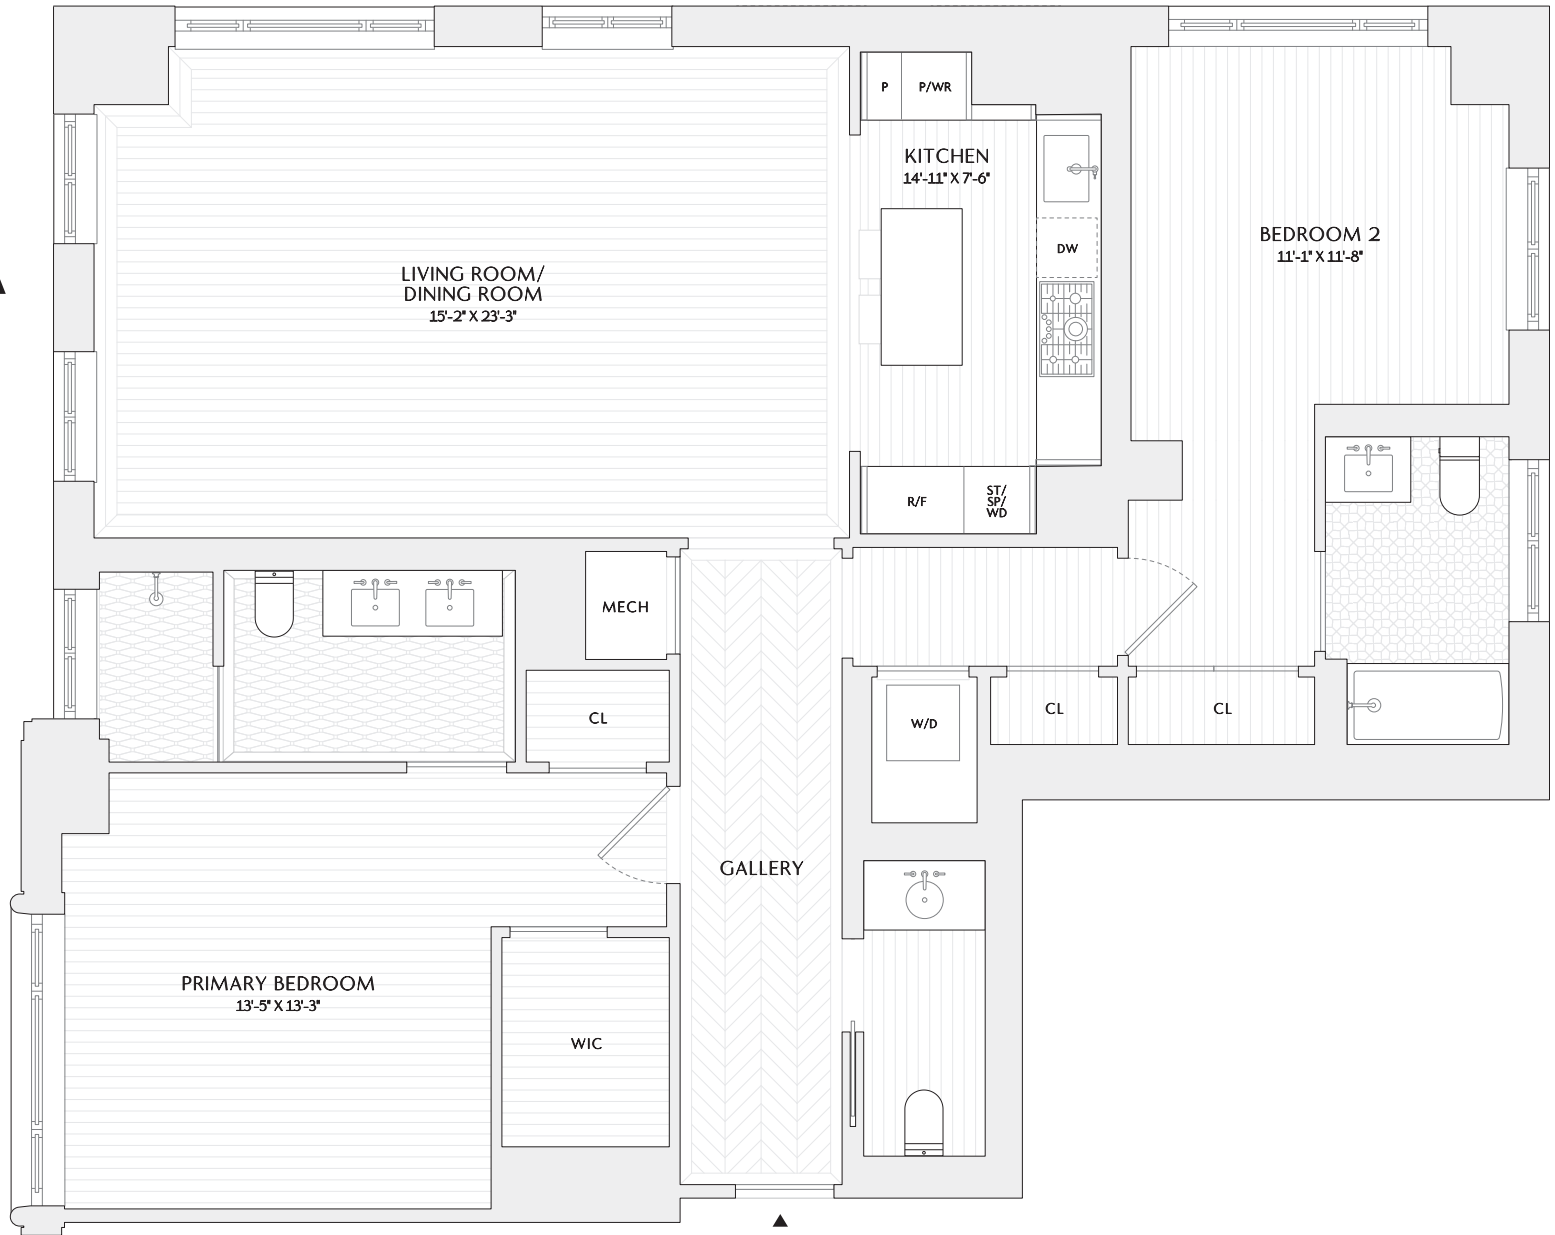 P
P/WR
KITCHEN
14'-11" X 7'-6"
DW
BEDROOM 2
11'-1" X 11'-8"
LIVING ROOM/
DINING ROOM
15'-2" X 23'-3"
R/F
ST/
SP/
WD
MECH
CL
W/D
CL
CL
GALLERY
PRIMARY BEDROOM
13'-5" X 13'-3"
WIC